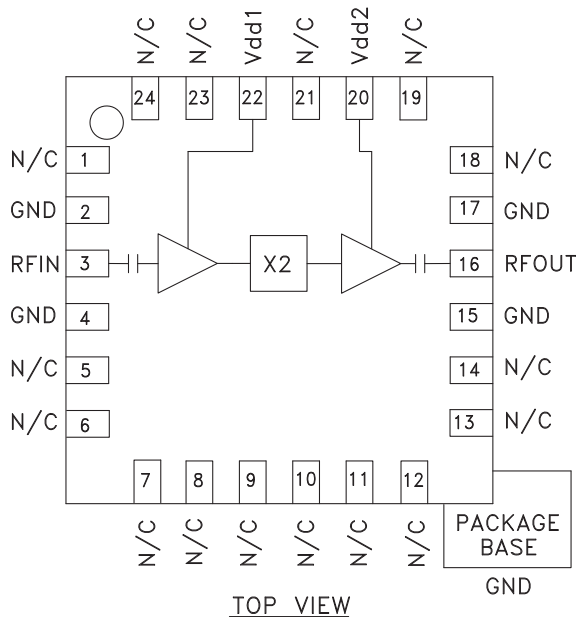 N/C N/C Vdd1 N/C Vdd2 N/C
24 23 22 21 20 19
N/C 1 18 N/C
GND 2 17 GND
RFIN 3 X2 16 RFOUT
GND 4 15 GND
N/C 5 14 N/C
N/C 6 13 N/C
7 8 9 10 11 12
N/C N/C N/C N/C N/C N/C
PACKAGE
BASE
GND
TOP VIEW